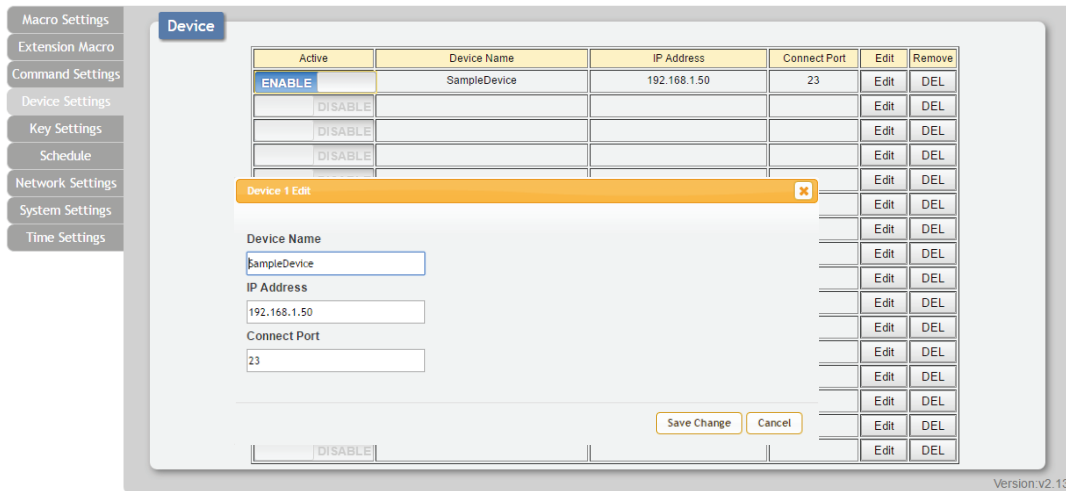 Macro Settings
Extension Macro
Command Settings
Device Settings
Key Settings
Schedule
Network Settings
System Settings
Time Settings
Device
Active Device Name IP Address Connect Port Edit Remove
ENABLE SampleDevice 192.168.1.50 23 Edit DEL
DISABLE Edit DEL
DISABLE Edit DEL
DISABLE Edit DEL
Edit DEL
Edit DEL
Edit DEL
Edit DEL
Edit DEL
Edit DEL
Edit DEL
Edit DEL
Edit DEL
Edit DEL
Edit DEL
DISABLE Edit DEL
Device 1 Edit
Device Name
SampleDevice
IP Address
192.168.1.50
Connect Port
23
Save Change Cancel
Version:v2.13